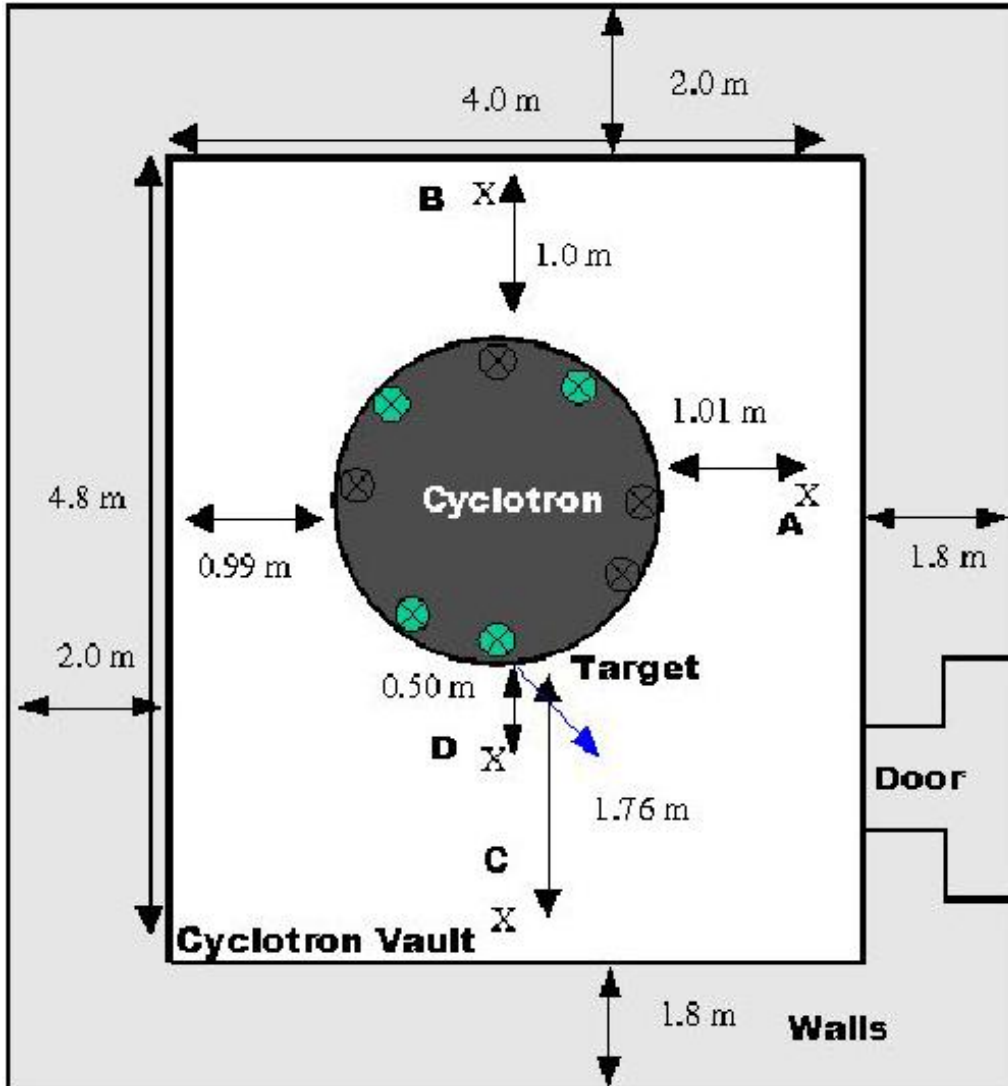 2.0 m
4.0 m
B X
1.0 m
1.01 m
Cyclotron
X
A
4.8 m
0.99 m
1.8 m
2.0 m
0.50 m
Target
D X
Door
1.76 m
C
X
Cyclotron Vault
1.8 m
Walls